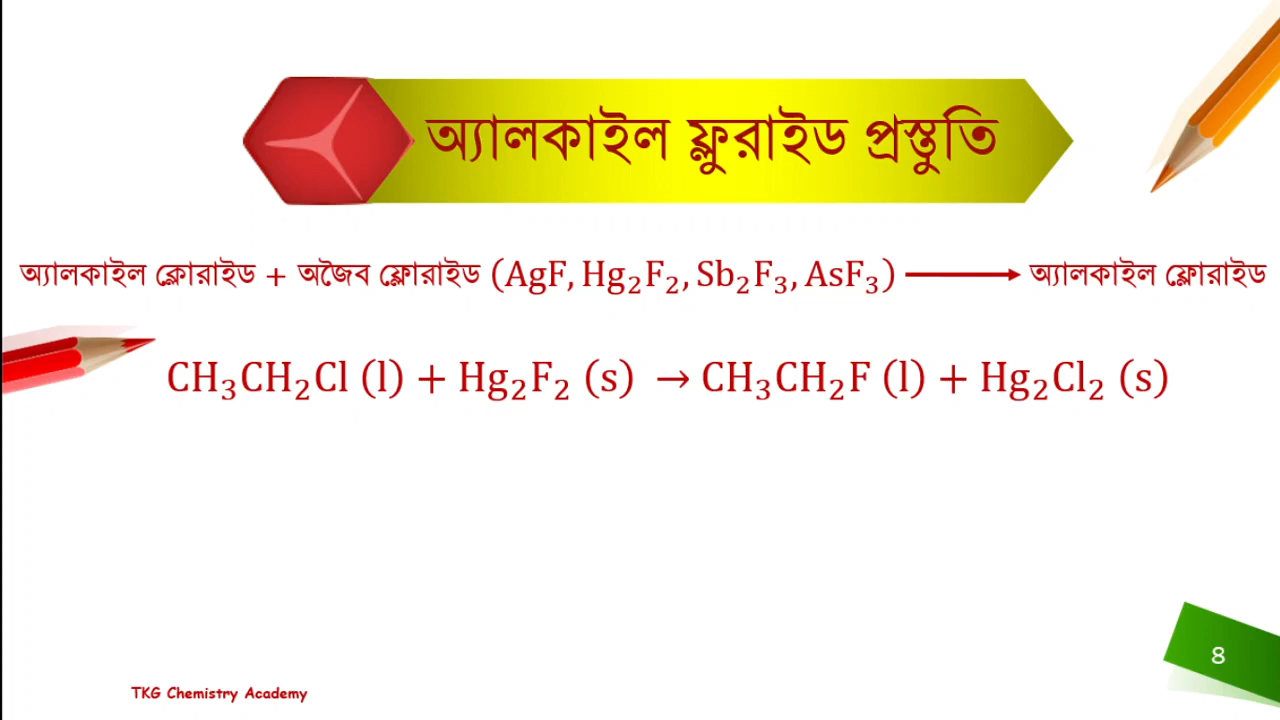 অ্যালকাইল ফ্লুরাইড প্রস্তুতি
অ্যালকাইল ক্লোরাইড + অজৈব ফ্লোরাইড (AgF, Hg₂F₂, Sb₂F₃, AsF₃) ⟶ অ্যালকাইল ফ্লোরাইড
CH₃CH₂Cl (l) + Hg₂F₂ (s) → CH₃CH₂F (l) + Hg₂Cl₂ (s)
৪
TKG Chemistry Academy